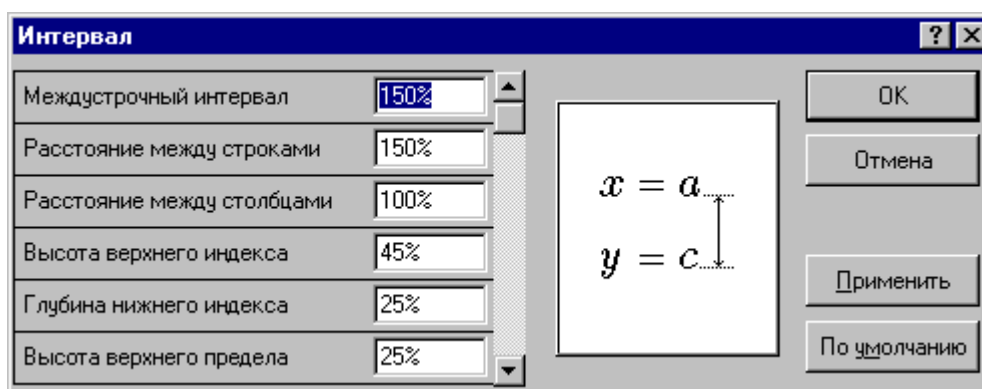 Интервал
Междустрочный интервал 150%
Расстояние между строками 150%
Расстояние между столбцами 100%
Высота верхнего индекса 45%
Глубина нижнего индекса 25%
Высота верхнего предела 25%
x = a
y = c
OK
Отмена
Применить
По умолчанию